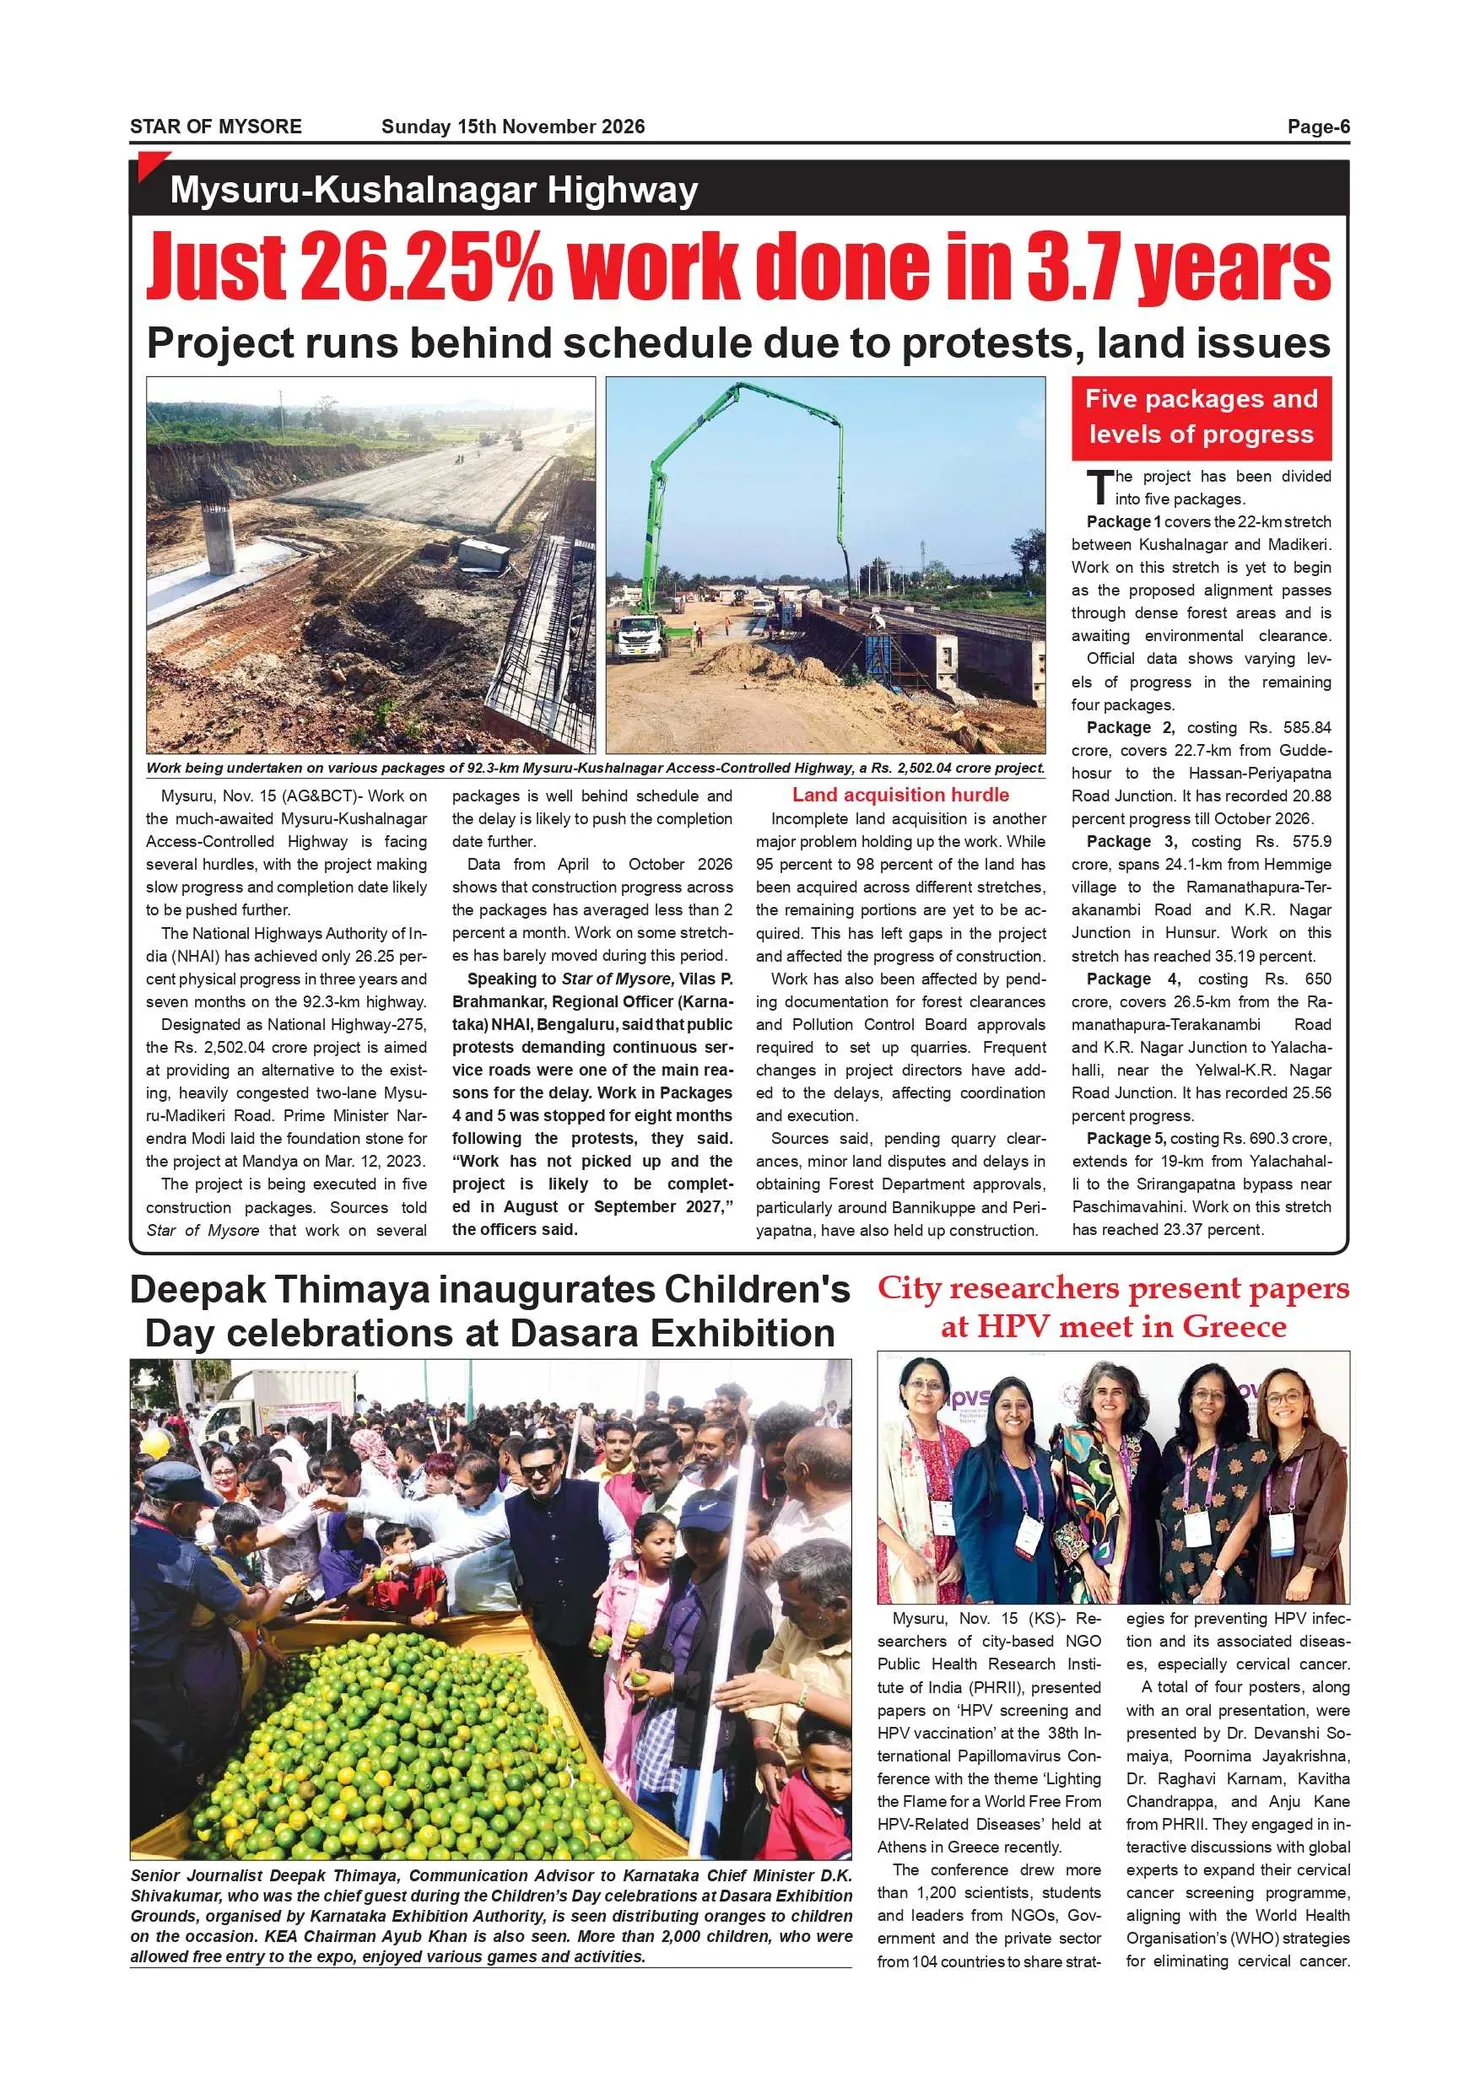 STAR OF MYSORE Sunday 15th November 2026 Page-6
Mysuru-Kushalnagar Highway
Just 26.25% work done in 3.7 years
Project runs behind schedule due to protests, land issues
Work being undertaken on various packages of 92.3-km Mysuru-Kushalnagar Access-Controlled Highway, a Rs. 2,502.04 crore project.
Mysuru, Nov. 15 (AG&BCT)- Work on
the much-awaited Mysuru-Kushalnagar
Access-Controlled Highway is facing
several hurdles, with the project making
slow progress and completion date likely
to be pushed further.
The National Highways Authority of In-
dia (NHAI) has achieved only 26.25 per-
cent physical progress in three years and
seven months on the 92.3-km highway.
Designated as National Highway-275,
the Rs. 2,502.04 crore project is aimed
at providing an alternative to the exist-
ing, heavily congested two-lane Mysu-
ru-Madikeri Road. Prime Minister Nar-
endra Modi laid the foundation stone for
the project at Mandya on Mar. 12, 2023.
The project is being executed in five
construction packages. Sources told
Star of Mysore that work on several
packages is well behind schedule and
the delay is likely to push the completion
date further.
Data from April to October 2026
shows that construction progress across
the packages has averaged less than 2
percent a month. Work on some stretch-
es has barely moved during this period.
Speaking to Star of Mysore, Vilas P.
Brahmankar, Regional Officer (Karna-
taka) NHAI, Bengaluru, said that public
protests demanding continuous ser-
vice roads were one of the main rea-
sons for the delay. Work in Packages
4 and 5 was stopped for eight months
following the protests, they said.
“Work has not picked up and the
project is likely to be complet-
ed in August or September 2027,”
the officers said.
Land acquisition hurdle
Incomplete land acquisition is another
major problem holding up the work. While
95 percent to 98 percent of the land has
been acquired across different stretches,
the remaining portions are yet to be ac-
quired. This has left gaps in the project
and affected the progress of construction.
Work has also been affected by pend-
ing documentation for forest clearances
and Pollution Control Board approvals
required to set up quarries. Frequent
changes in project directors have add-
ed to the delays, affecting coordination
and execution.
Sources said, pending quarry clear-
ances, minor land disputes and delays in
obtaining Forest Department approvals,
particularly around Bannikuppe and Peri-
yapatna, have also held up construction.
Five packages and
levels of progress
The project has been divided
into five packages.
Package 1 covers the 22-km stretch
between Kushalnagar and Madikeri.
Work on this stretch is yet to begin
as the proposed alignment passes
through dense forest areas and is
awaiting environmental clearance.
Official data shows varying lev-
els of progress in the remaining
four packages.
Package 2, costing Rs. 585.84
crore, covers 22.7-km from Gudde-
hosur to the Hassan-Periyapatna
Road Junction. It has recorded 20.88
percent progress till October 2026.
Package 3, costing Rs. 575.9
crore, spans 24.1-km from Hemmige
village to the Ramanathapura-Ter-
akanambi Road and K.R. Nagar
Junction in Hunsur. Work on this
stretch has reached 35.19 percent.
Package 4, costing Rs. 650
crore, covers 26.5-km from the Ra-
manathapura-Terakanambi Road
and K.R. Nagar Junction to Yalacha-
halli, near the Yelwal-K.R. Nagar
Road Junction. It has recorded 25.56
percent progress.
Package 5, costing Rs. 690.3 crore,
extends for 19-km from Yalachahal-
li to the Srirangapatna bypass near
Paschimavahini. Work on this stretch
has reached 23.37 percent.
Deepak Thimaya inaugurates Children's
Day celebrations at Dasara Exhibition
Senior Journalist Deepak Thimaya, Communication Advisor to Karnataka Chief Minister D.K.
Shivakumar, who was the chief guest during the Children’s Day celebrations at Dasara Exhibition
Grounds, organised by Karnataka Exhibition Authority, is seen distributing oranges to children
on the occasion. KEA Chairman Ayub Khan is also seen. More than 2,000 children, who were
allowed free entry to the expo, enjoyed various games and activities.
City researchers present papers
at HPV meet in Greece
Mysuru, Nov. 15 (KS)- Re-
searchers of city-based NGO
Public Health Research Insti-
tute of India (PHRII), presented
papers on ‘HPV screening and
HPV vaccination’ at the 38th In-
ternational Papillomavirus Con-
ference with the theme ‘Lighting
the Flame for a World Free From
HPV-Related Diseases’ held at
Athens in Greece recently.
The conference drew more
than 1,200 scientists, students
and leaders from NGOs, Gov-
ernment and the private sector
from 104 countries to share strat-
egies for preventing HPV infec-
tion and its associated diseas-
es, especially cervical cancer.
A total of four posters, along
with an oral presentation, were
presented by Dr. Devanshi So-
maiya, Poornima Jayakrishna,
Dr. Raghavi Karnam, Kavitha
Chandrappa, and Anju Kane
from PHRII. They engaged in in-
teractive discussions with global
experts to expand their cervical
cancer screening programme,
aligning with the World Health
Organisation’s (WHO) strategies
for eliminating cervical cancer.